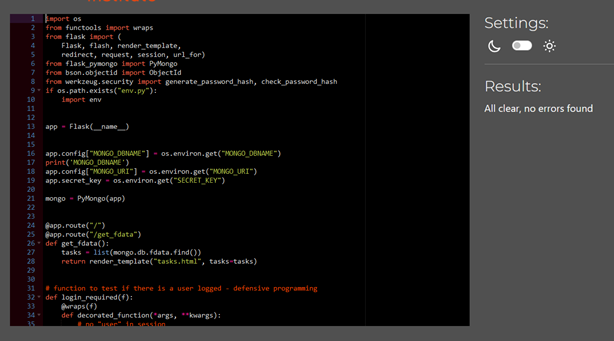 Settings:
Results:
All clear, no errors found
1 import os
2 from functools import wraps
3 from flask import (
4     Flask, flash, render_template,
5     redirect, request, session, url_for)
6 from flask_pymongo import PyMongo
7 from bson.objectid import ObjectId
8 from werkzeug.security import generate_password_hash, check_password_hash
9 if os.path.exists("env.py"):
10     import env
11
12
13 app = Flask(__name__)
14
15
16 app.config["MONGO_DBNAME"] = os.environ.get("MONGO_DBNAME")
17 print('MONGO_DBNAME')
18 app.config["MONGO_URI"] = os.environ.get("MONGO_URI")
19 app.secret_key = os.environ.get("SECRET_KEY")
20
21 mongo = PyMongo(app)
22
23
24 @app.route("/")
25 @app.route("/get_fdata")
26 def get_fdata():
27     tasks = list(mongo.db.fdata.find())
28     return render_template("tasks.html", tasks=tasks)
29
30
31 # function to test if there is a user logged - defensive programming
32 def login_required(f):
33     @wraps(f)
34     def decorated_function(*args, **kwargs):
35         # no "user" in session